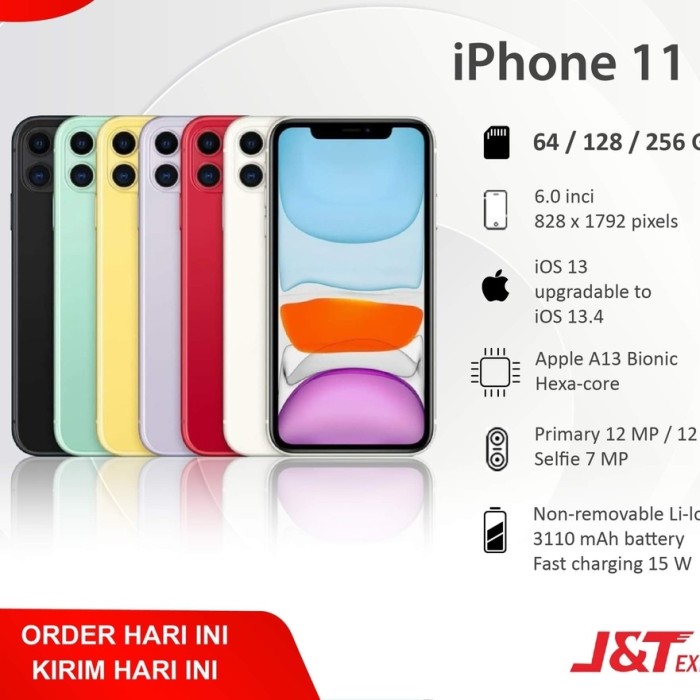 iPhone 11
64 / 128 / 256 G
6.0 inci
828 x 1792 pixels
iOS 13
upgradable to
iOS 13.4
Apple A13 Bionic
Hexa-core
Primary 12 MP / 12
Selfie 7 MP
Non-removable Li-Io
3110 mAh battery
Fast charging 15 W
ORDER HARI INI
KIRIM HARI INI
J&T EX